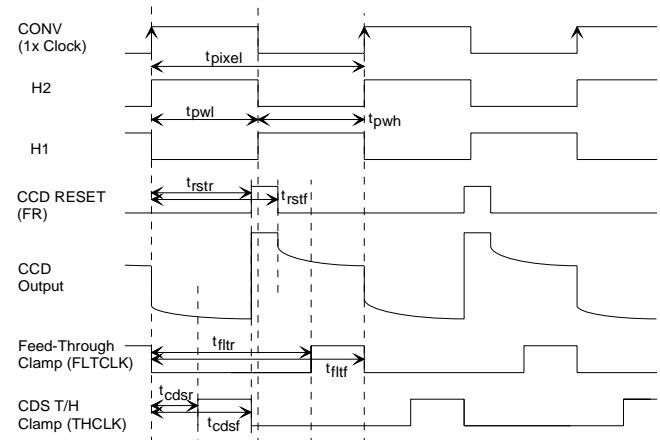 CONV
(1x Clock)
tpixel
H2
tpwl
tpwh
H1
CCD RESET
(FR)
trstr
trstf
CCD
Output
Feed-Through
Clamp (FLTCLK)
tfltr
tfltf
CDS T/H
Clamp (THCLK)
tcdsr
tcdsf